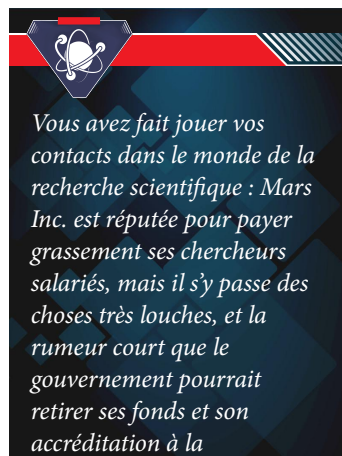 Vous avez fait jouer vos
contacts dans le monde de la
recherche scientifique : Mars
Inc. est réputée pour payer
grassement ses chercheurs
salariés, mais il s’y passe des
choses très louches, et la
rumeur court que le
gouvernement pourrait
retirer ses fonds et son
accréditation à la